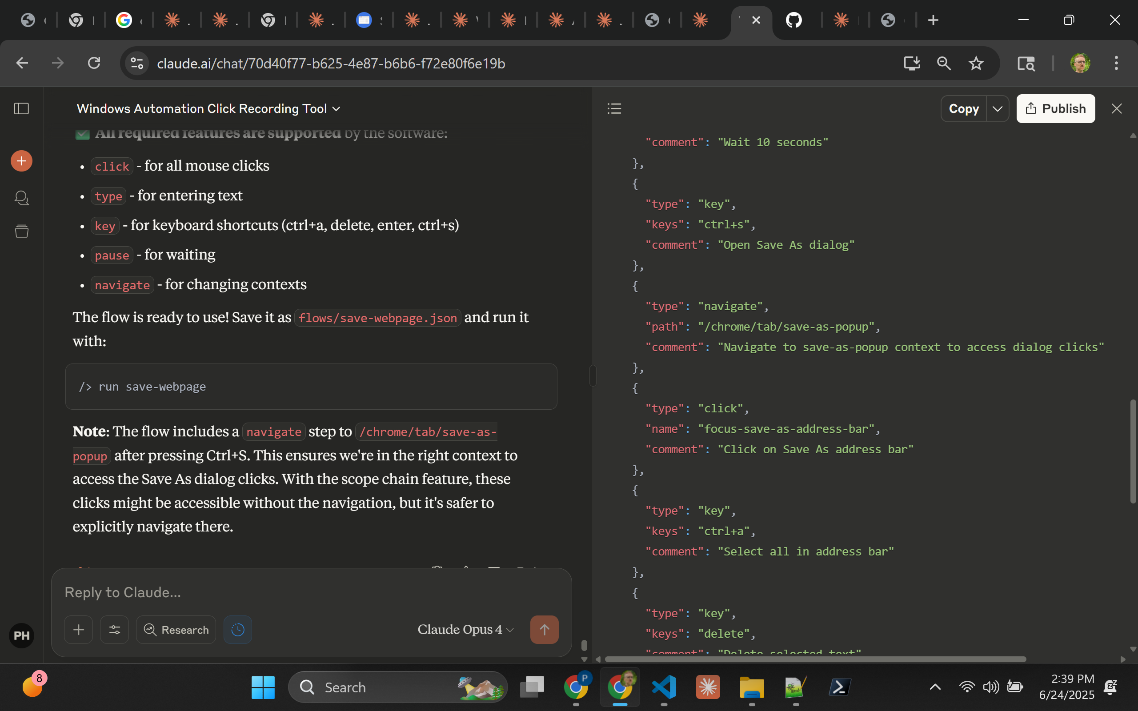 claude.ai/chat/70d40f77-b625-4e87-b6b6-f72e80f6e19b
Windows Automation Click Recording Tool
All required features are supported by the software:
• click - for all mouse clicks
• type - for entering text
• key - for keyboard shortcuts (ctrl+a, delete, enter, ctrl+s)
• pause - for waiting
• navigate - for changing contexts
The flow is ready to use! Save it as flows/save-webpage.json and run it
with:
/> run save-webpage
Note: The flow includes a navigate step to /chrome/tab/save-as-
popup after pressing Ctrl+S. This ensures we're in the right context to
access the Save As dialog clicks. With the scope chain feature, these
clicks might be accessible without the navigation, but it's safer to
explicitly navigate there.
Reply to Claude...
Research
Claude Opus 4
PH
Copy
Publish
"comment": "Wait 10 seconds"
},
{
"type": "key",
"keys": "ctrl+s",
"comment": "Open Save As dialog"
},
{
"type": "navigate",
"path": "/chrome/tab/save-as-popup",
"comment": "Navigate to save-as-popup context to access dialog clicks"
},
{
"type": "click",
"name": "focus-save-as-address-bar",
"comment": "Click on Save As address bar"
},
{
"type": "key",
"keys": "ctrl+a",
"comment": "Select all in address bar"
},
{
"type": "key",
"keys": "delete",
"comment": "Delete selected text"
8
Search
P
2:39 PM
6/24/2025